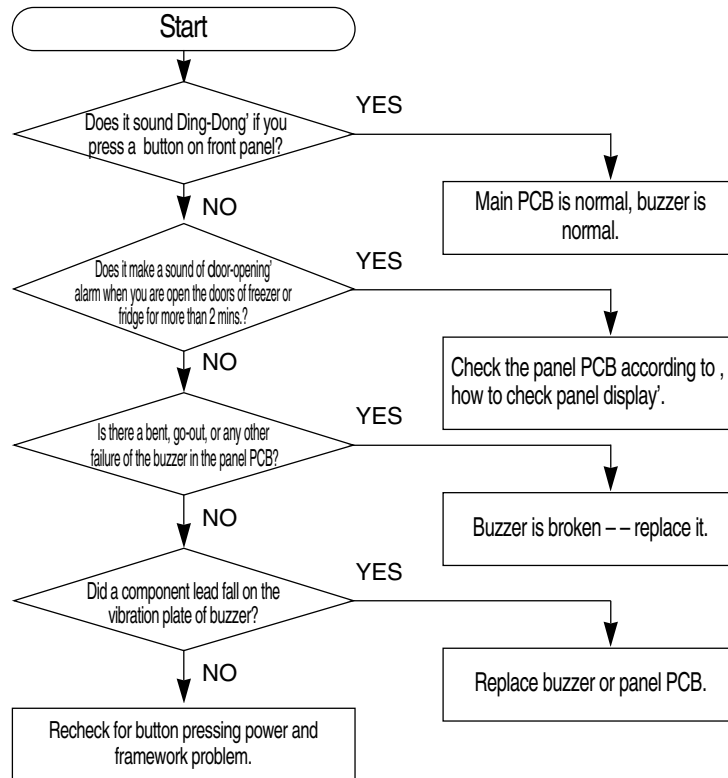 Start
Does it sound Ding-Dong' if you
press a button on front panel?
YES
Main PCB is normal, buzzer is
normal.
NO
Does it make a sound of door-opening'
alarm when you are open the doors of freezer or
fridge for more than 2 mins.?
YES
Check the panel PCB according to ,
how to check panel display'.
NO
Is there a bent, go-out, or any other
failure of the buzzer in the panel PCB?
YES
Buzzer is broken – – replace it.
NO
Did a component lead fall on the
vibration plate of buzzer?
YES
Replace buzzer or panel PCB.
NO
Recheck for button pressing power and
framework problem.